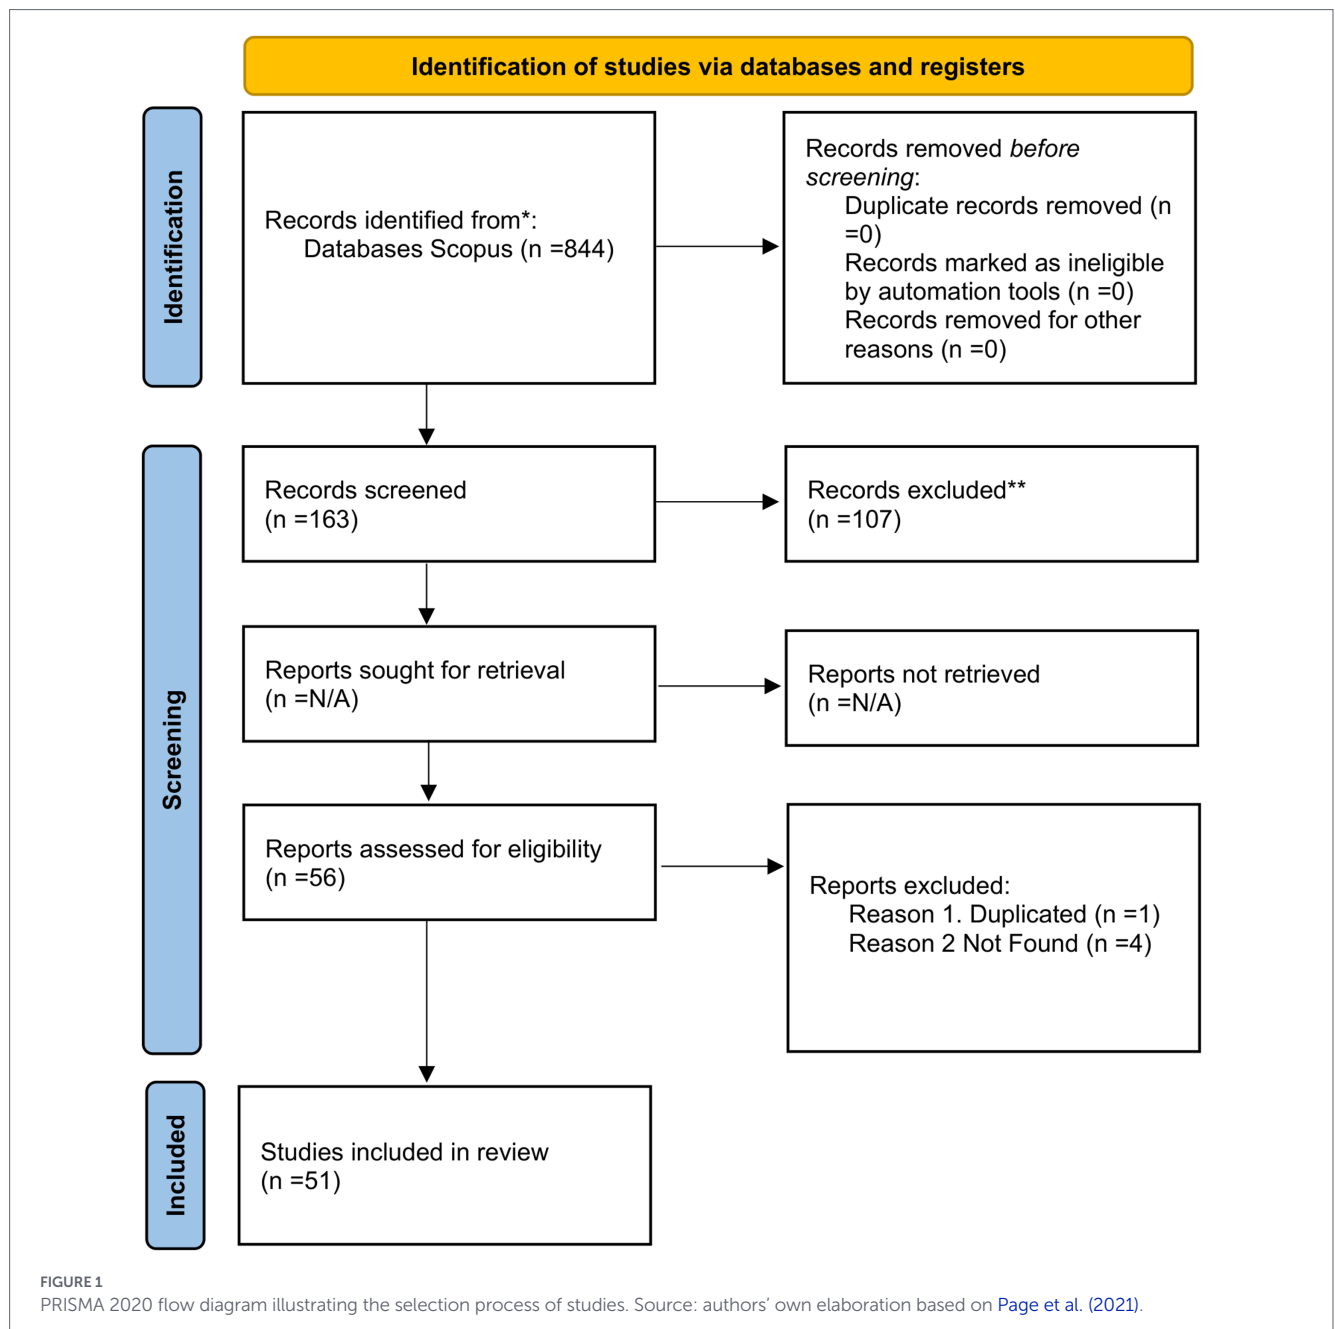 Identification of studies via databases and registers
Identification
Records identified from*:
Databases Scopus (n =844)
Records removed before
screening:
Duplicate records removed (n
=0)
Records marked as ineligible
by automation tools (n =0)
Records removed for other
reasons (n =0)
Screening
Records screened
(n =163)
Records excluded**
(n =107)
Reports sought for retrieval
(n =N/A)
Reports not retrieved
(n =N/A)
Reports assessed for eligibility
(n =56)
Reports excluded:
Reason 1. Duplicated (n =1)
Reason 2 Not Found (n =4)
Included
Studies included in review
(n =51)
FIGURE 1
PRISMA 2020 flow diagram illustrating the selection process of studies. Source: authors’ own elaboration based on Page et al. (2021).